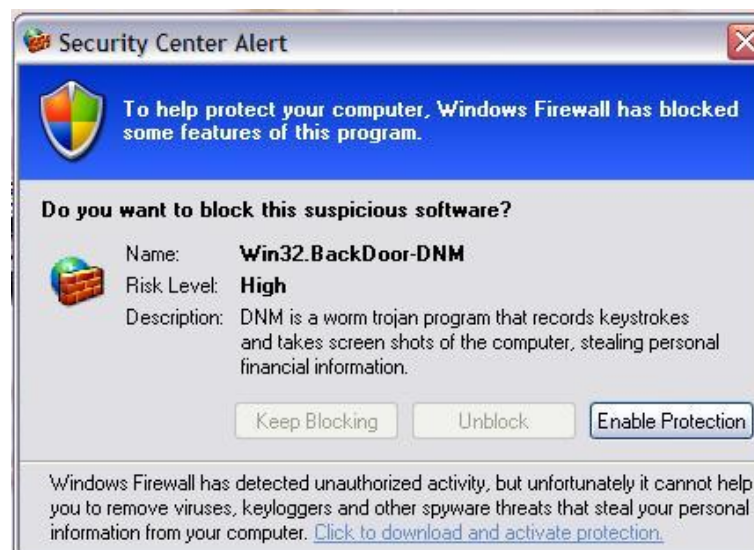 Security Center Alert
To help protect your computer, Windows Firewall has blocked
some features of this program.
Do you want to block this suspicious software?
Name: Win32.BackDoor-DNM
Risk Level: High
Description: DNM is a worm trojan program that records keystrokes
and takes screen shots of the computer, stealing personal
financial information.
Keep Blocking Unblock Enable Protection
Windows Firewall has detected unauthorized activity, but unfortunately it cannot help
you to remove viruses, keyloggers and other spyware threats that steal your personal
information from your computer. Click to download and activate protection.